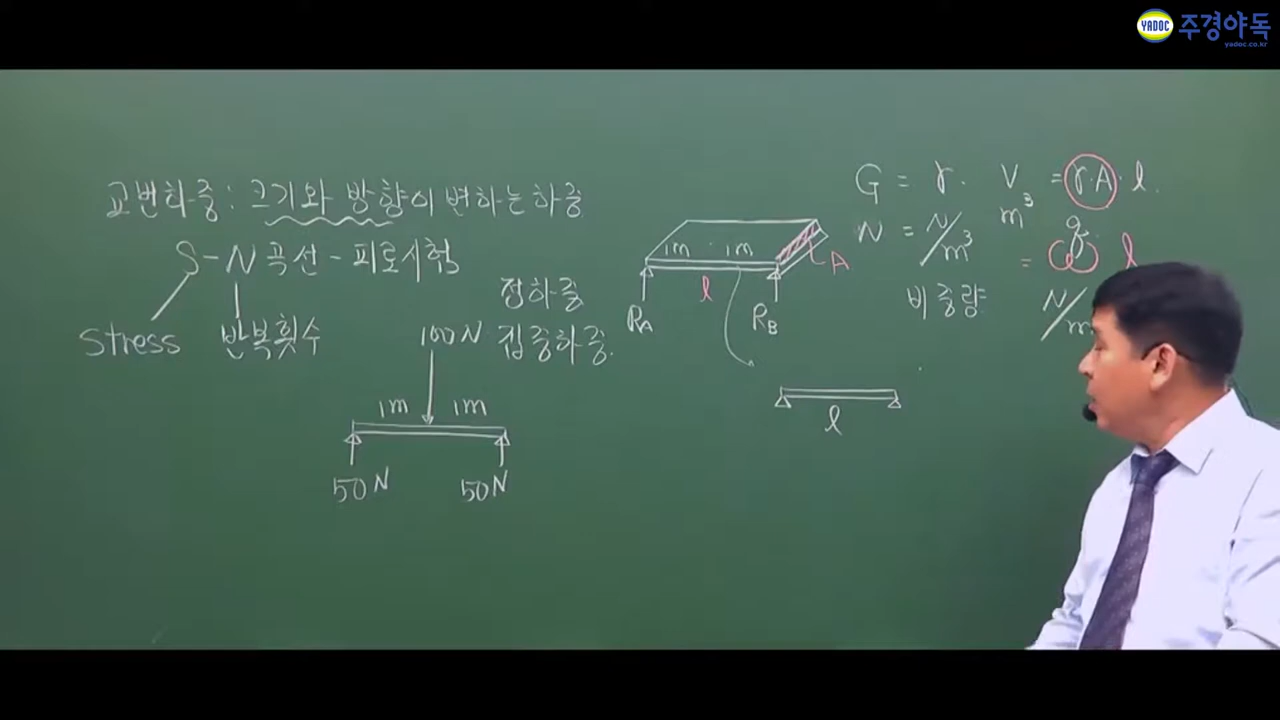 YADOC 주경야독
yadoc.co.kr
교번하중 : 크기와 방향이 변하는하중
S-N곡선 - 피로시험
stress 반복횟수
점하중
100N 집중하중.
1m 1m
50N 50N
1m · 1m
A
l
RA RB
l
G = γ · V = γ·A · l.
N = N/m³ m³
= l
비중량
N/m